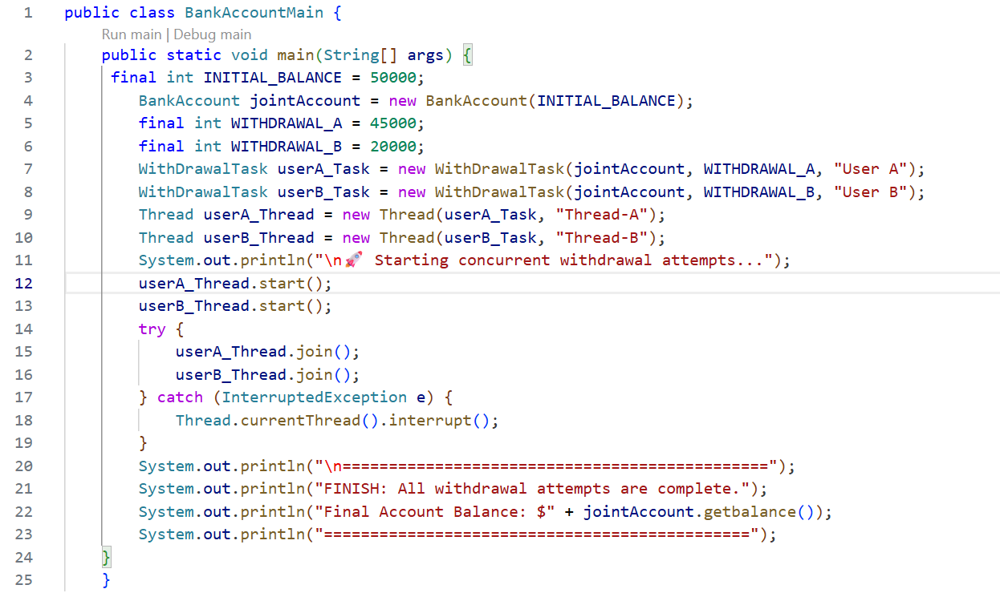 1 public class BankAccountMain {
Run main | Debug main
2 public static void main(String[] args) {
3 final int INITIAL_BALANCE = 50000;
4 BankAccount jointAccount = new BankAccount(INITIAL_BALANCE);
5 final int WITHDRAWAL_A = 45000;
6 final int WITHDRAWAL_B = 20000;
7 WithDrawalTask userA_Task = new WithDrawalTask(jointAccount, WITHDRAWAL_A, "User A");
8 WithDrawalTask userB_Task = new WithDrawalTask(jointAccount, WITHDRAWAL_B, "User B");
9 Thread userA_Thread = new Thread(userA_Task, "Thread-A");
10 Thread userB_Thread = new Thread(userB_Task, "Thread-B");
11 System.out.println("\n🚀 Starting concurrent withdrawal attempts...");
12 userA_Thread.start();
13 userB_Thread.start();
14 try {
15 userA_Thread.join();
16 userB_Thread.join();
17 } catch (InterruptedException e) {
18 Thread.currentThread().interrupt();
19 }
20 System.out.println("\n==============================================");
21 System.out.println("FINISH: All withdrawal attempts are complete.");
22 System.out.println("Final Account Balance: $" + jointAccount.getbalance());
23 System.out.println("==============================================");
24 }
25 }